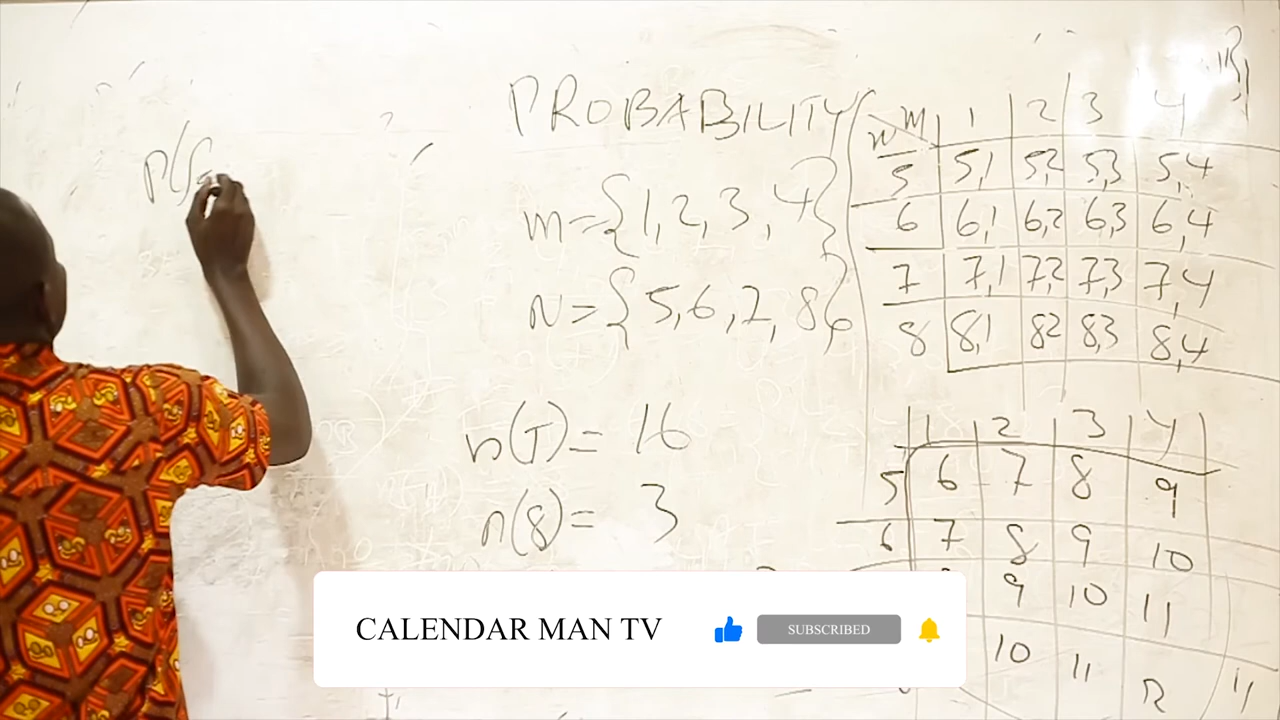 PROBABILITY
m={1,2,3,4}
N={5,6,7,8}
n(T)= 16
n(8)= 3
P(
n m 1 2 3 4
5 5,1 5,2 5,3 5,4
6 6,1 6,2 6,3 6,4
7 7,1 7,2 7,3 7,4
8 8,1 82 8,3 8,4
1 2 3 4
5 6 7 8 9
6 7 8 9 10
9 10 11
10 11 12
11
CALENDAR MAN TV
SUBSCRIBED